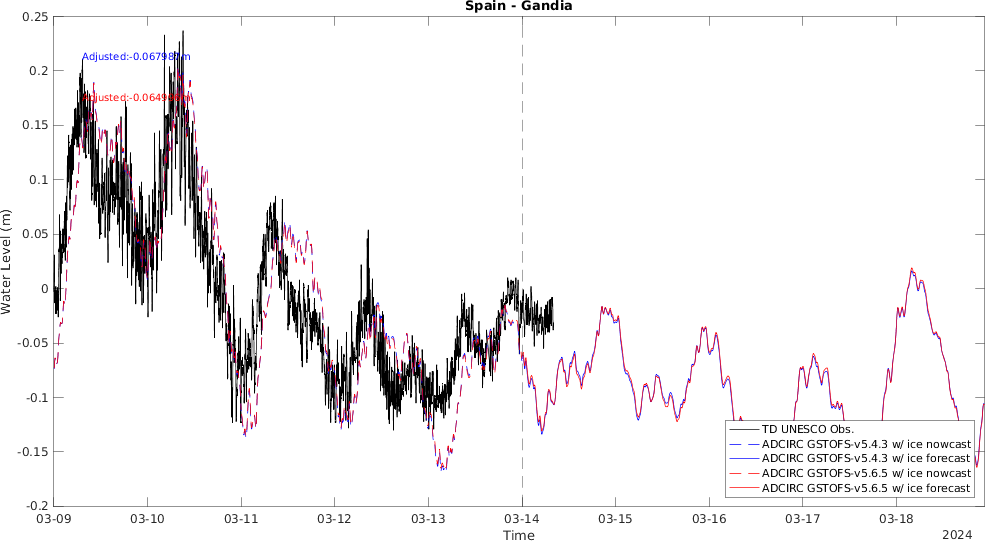 Spain - Gandia
0.25
0.2
0.15
0.1
0.05
0
-0.05
-0.1
-0.15
-0.2
Water Level (m)
Adjusted:-0.067987m
TD UNESCO Obs.
ADCIRC GSTOFS-v5.4.3 w/ ice nowcast
ADCIRC GSTOFS-v5.4.3 w/ ice forecast
ADCIRC GSTOFS-v5.6.5 w/ ice nowcast
ADCIRC GSTOFS-v5.6.5 w/ ice forecast
03-09 03-10 03-11 03-12 03-13 03-14 03-15 03-16 03-17 03-18
Time
2024